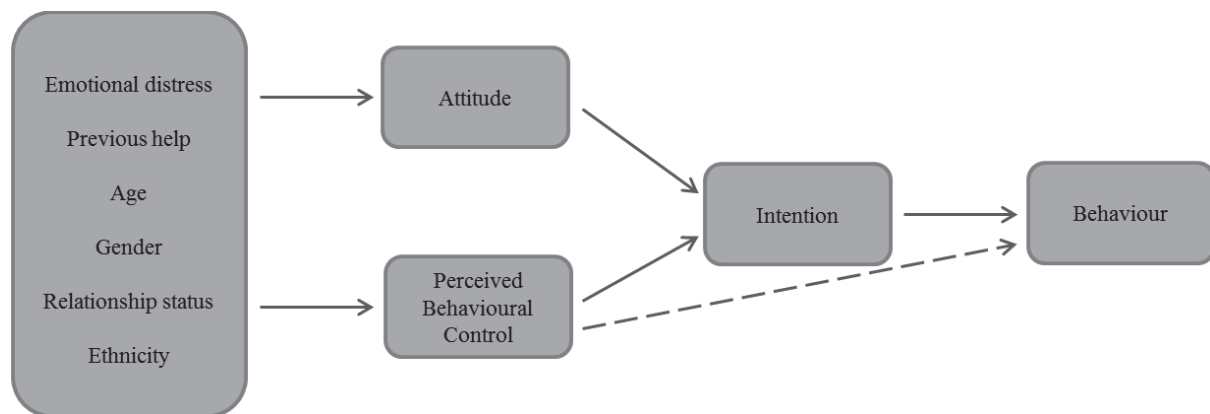 Emotional distress
Previous help
Age
Gender
Relationship status
Ethnicity
Attitude
Perceived
Behavioural
Control
Intention
Behaviour